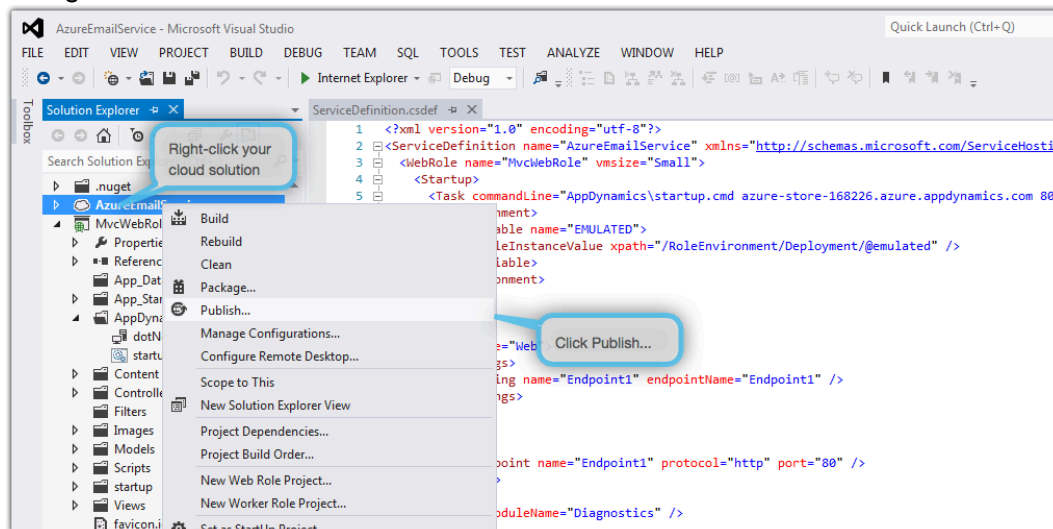 AzureEmailService - Microsoft Visual Studio
Quick Launch (Ctrl+Q)
FILE EDIT VIEW PROJECT BUILD DEBUG TEAM SQL TOOLS TEST ANALYZE WINDOW HELP
Internet Explorer
Debug
Toolbox
Solution Explorer
Search Solution Exp
Right-click your
cloud solution
.nuget
AzureEmailS
MvcWebRol
Propertie
Referenc
App_Dat
App_Star
AppDyna
dotN
startu
Content
Controlle
Filters
Images
Models
Scripts
startup
Views
favicon.i
Build
Rebuild
Clean
Package...
Publish...
Manage Configurations...
Configure Remote Desktop...
Scope to This
New Solution Explorer View
Project Dependencies...
Project Build Order...
New Web Role Project...
New Worker Role Project...
Set as StartUp Project
Click Publish...
ServiceDefinition.csdef
1 <?xml version="1.0" encoding="utf-8"?>
2 <ServiceDefinition name="AzureEmailService" xmlns="http://schemas.microsoft.com/ServiceHosti
3 <WebRole name="MvcWebRole" vmsize="Small">
4 <Startup>
5 <Task commandLine="AppDynamics\startup.cmd azure-store-168226.azure.appdynamics.com 80
nment>
able name="EMULATED">
leInstanceValue xpath="/RoleEnvironment/Deployment/@emulated" />
iable>
onment>
e="Web
gs>
ing name="Endpoint1" endpointName="Endpoint1" />
ngs>
point name="Endpoint1" protocol="http" port="80" />
>
oduleName="Diagnostics" />